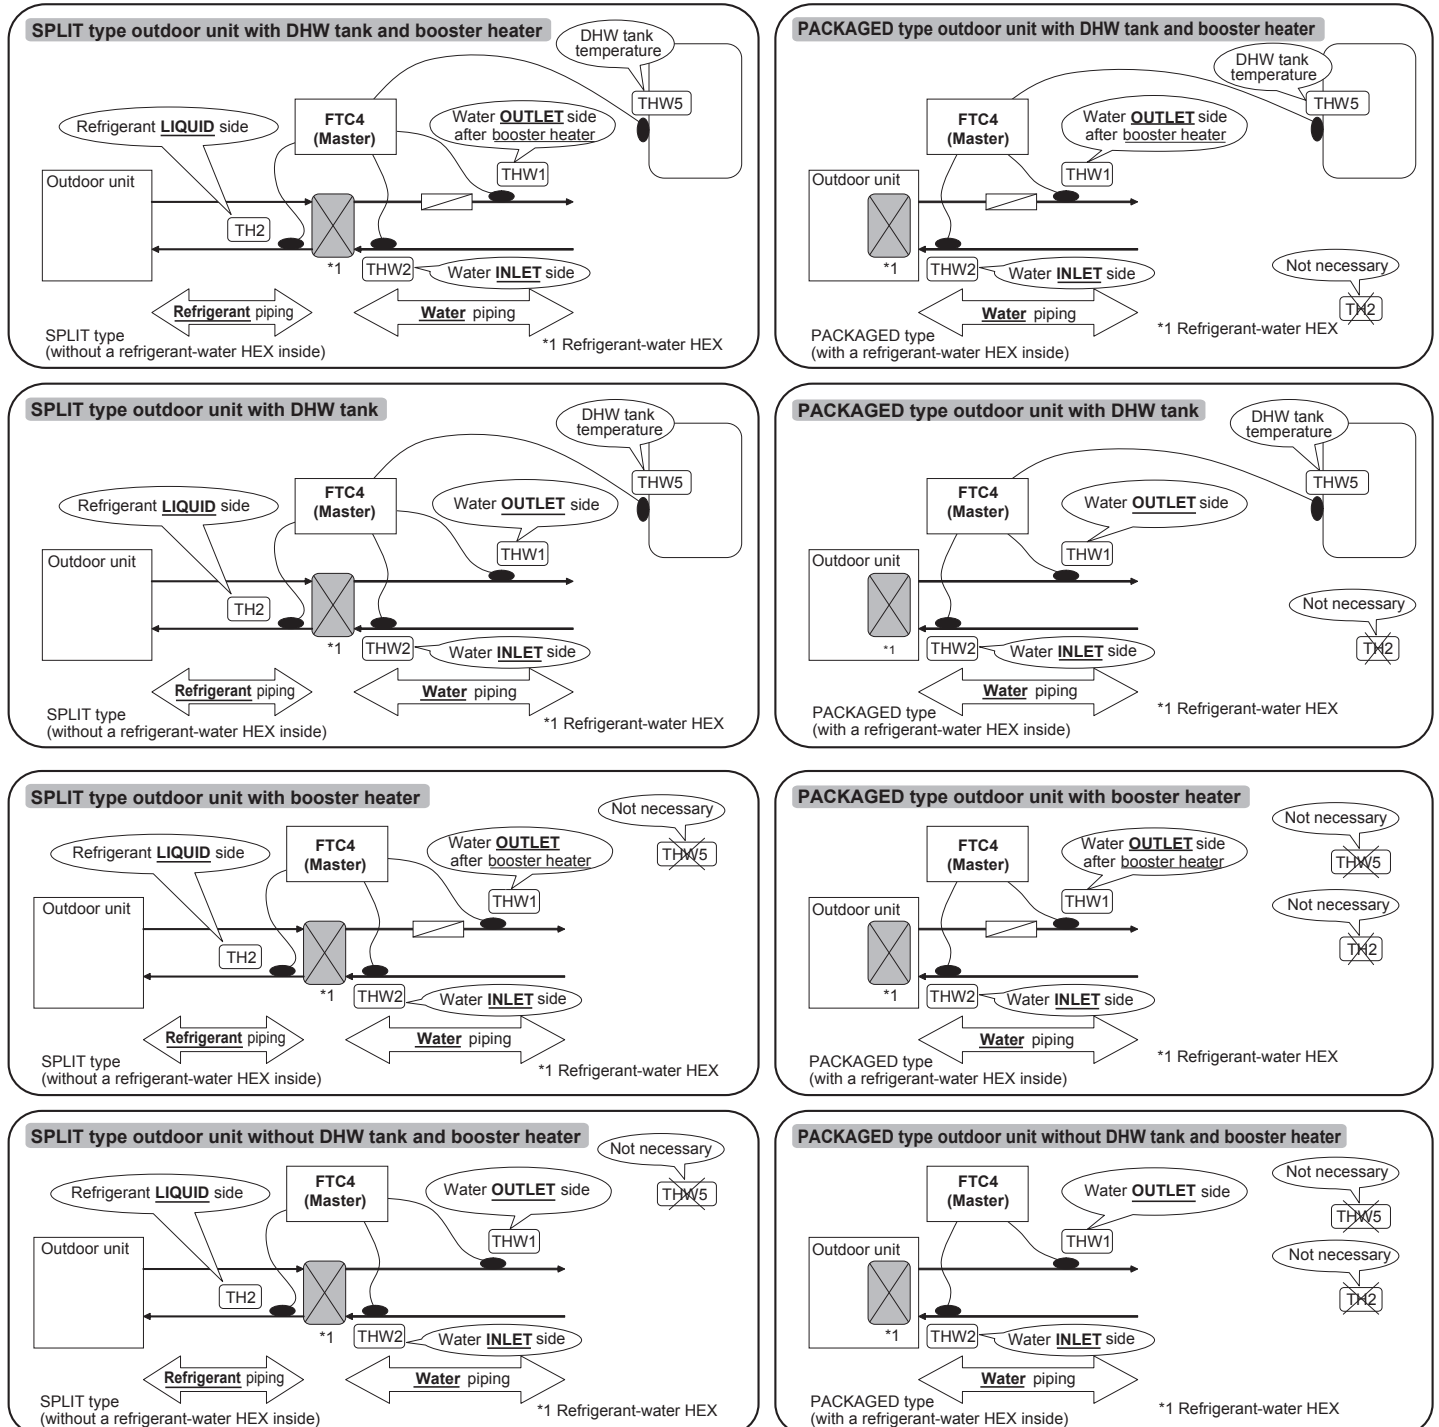 SPLIT type outdoor unit with DHW tank and booster heater
DHW tank
temperature
THW5
FTC4
(Master)
Water OUTLET side
after booster heater
THW1
Refrigerant LIQUID side
Outdoor unit
TH2
*1
THW2
Water INLET side
Refrigerant piping
Water piping
SPLIT type
(without a refrigerant-water HEX inside)
*1 Refrigerant-water HEX
PACKAGED type outdoor unit with DHW tank and booster heater
DHW tank
temperature
THW5
FTC4
(Master)
Water OUTLET side
after booster heater
THW1
Outdoor unit
*1
THW2
Water INLET side
Not necessary
TH2
Water piping
PACKAGED type
(with a refrigerant-water HEX inside)
*1 Refrigerant-water HEX
SPLIT type outdoor unit with DHW tank
DHW tank
temperature
THW5
FTC4
(Master)
Water OUTLET side
THW1
Refrigerant LIQUID side
Outdoor unit
TH2
*1
THW2
Water INLET side
Refrigerant piping
Water piping
SPLIT type
(without a refrigerant-water HEX inside)
*1 Refrigerant-water HEX
PACKAGED type outdoor unit with DHW tank
DHW tank
temperature
THW5
FTC4
(Master)
Water OUTLET side
THW1
Outdoor unit
*1
THW2
Water INLET side
Not necessary
TH2
Water piping
PACKAGED type
(with a refrigerant-water HEX inside)
*1 Refrigerant-water HEX
SPLIT type outdoor unit with booster heater
Not necessary
THW5
FTC4
(Master)
Water OUTLET
after booster heater
THW1
Refrigerant LIQUID side
Outdoor unit
TH2
*1
THW2
Water INLET side
Refrigerant piping
Water piping
SPLIT type
(without a refrigerant-water HEX inside)
*1 Refrigerant-water HEX
PACKAGED type outdoor unit with booster heater
Not necessary
THW5
FTC4
(Master)
Water OUTLET side
after booster heater
THW1
Outdoor unit
Not necessary
TH2
*1
THW2
Water INLET side
Water piping
PACKAGED type
(with a refrigerant-water HEX inside)
*1 Refrigerant-water HEX
SPLIT type outdoor unit without DHW tank and booster heater
Not necessary
THW5
FTC4
(Master)
Water OUTLET side
THW1
Refrigerant LIQUID side
Outdoor unit
TH2
*1
THW2
Water INLET side
Refrigerant piping
Water piping
SPLIT type
(without a refrigerant-water HEX inside)
*1 Refrigerant-water HEX
PACKAGED type outdoor unit without DHW tank and booster heater
Not necessary
THW5
FTC4
(Master)
Water OUTLET side
THW1
Outdoor unit
Not necessary
TH2
*1
THW2
Water INLET side
Water piping
PACKAGED type
(with a refrigerant-water HEX inside)
*1 Refrigerant-water HEX